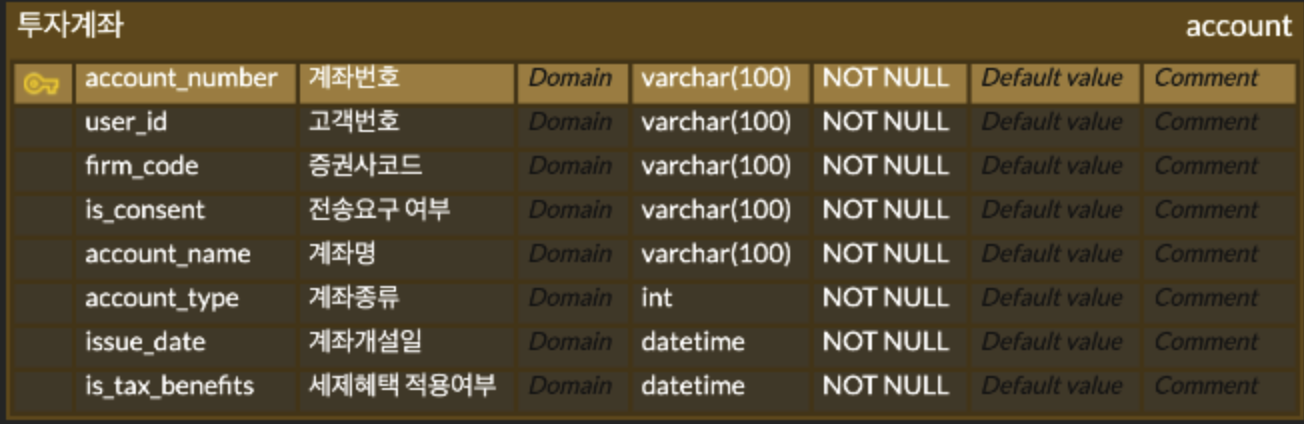 투자계좌 account
account_number 계좌번호 Domain varchar(100) NOT NULL Default value Comment
user_id 고객번호 Domain varchar(100) NOT NULL Default value Comment
firm_code 증권사코드 Domain varchar(100) NOT NULL Default value Comment
is_consent 전송요구 여부 Domain varchar(100) NOT NULL Default value Comment
account_name 계좌명 Domain varchar(100) NOT NULL Default value Comment
account_type 계좌종류 Domain int NOT NULL Default value Comment
issue_date 계좌개설일 Domain datetime NOT NULL Default value Comment
is_tax_benefits 세제혜택 적용여부 Domain datetime NOT NULL Default value Comment